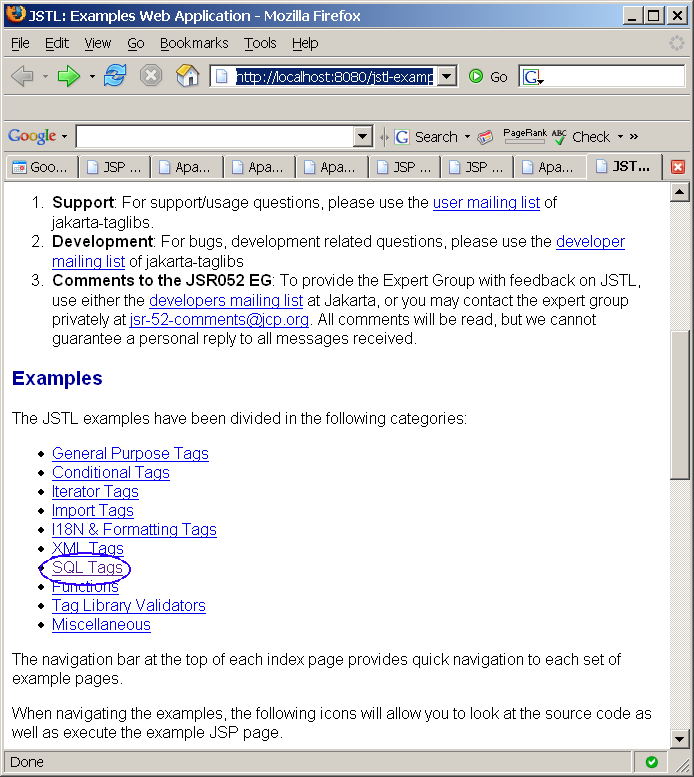 JSTL: Examples Web Application - Mozilla Firefox
File Edit View Go Bookmarks Tools Help
http://localhost:8080/jstl-examp Go G
Google Search PageRank ABC Check »
Goo... JSP ... Apa... Apa... Apa... JSP ... JSP ... Apa... JST...
1. Support: For support/usage questions, please use the user mailing list of
jakarta-taglibs.
2. Development: For bugs, development related questions, please use the developer
mailing list of jakarta-taglibs
3. Comments to the JSR052 EG: To provide the Expert Group with feedback on JSTL,
use either the developers mailing list at Jakarta, or you may contact the expert group
privately at jsr-52-comments@jcp.org. All comments will be read, but we cannot
guarantee a personal reply to all messages received.
Examples
The JSTL examples have been divided in the following categories:
General Purpose Tags
Conditional Tags
Iterator Tags
Import Tags
I18N & Formatting Tags
XML Tags
SQL Tags
Functions
Tag Library Validators
Miscellaneous
The navigation bar at the top of each index page provides quick navigation to each set of
example pages.
When navigating the examples, the following icons will allow you to look at the source code as
well as execute the example JSP page.
Done